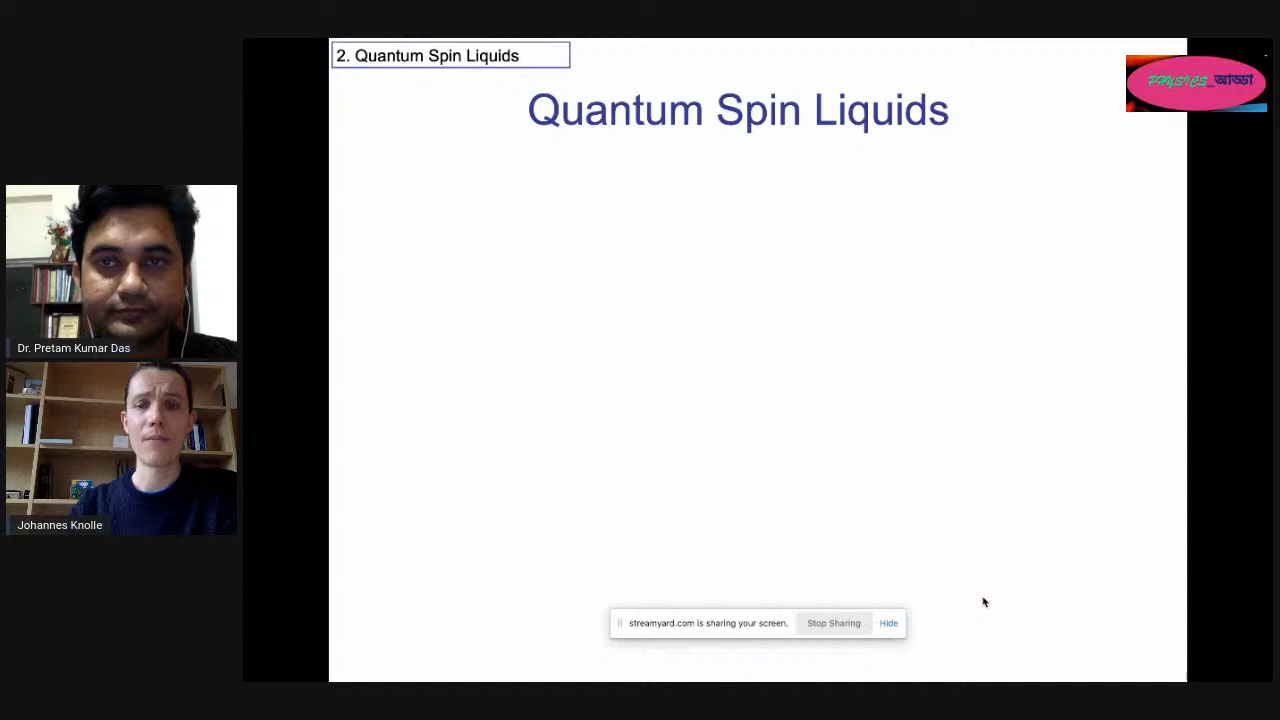 2. Quantum Spin Liquids
Quantum Spin Liquids
PHYSICS_আড্ডা
Dr. Pretam Kumar Das
Johannes Knolle
streamyard.com is sharing your screen.
Stop Sharing
Hide